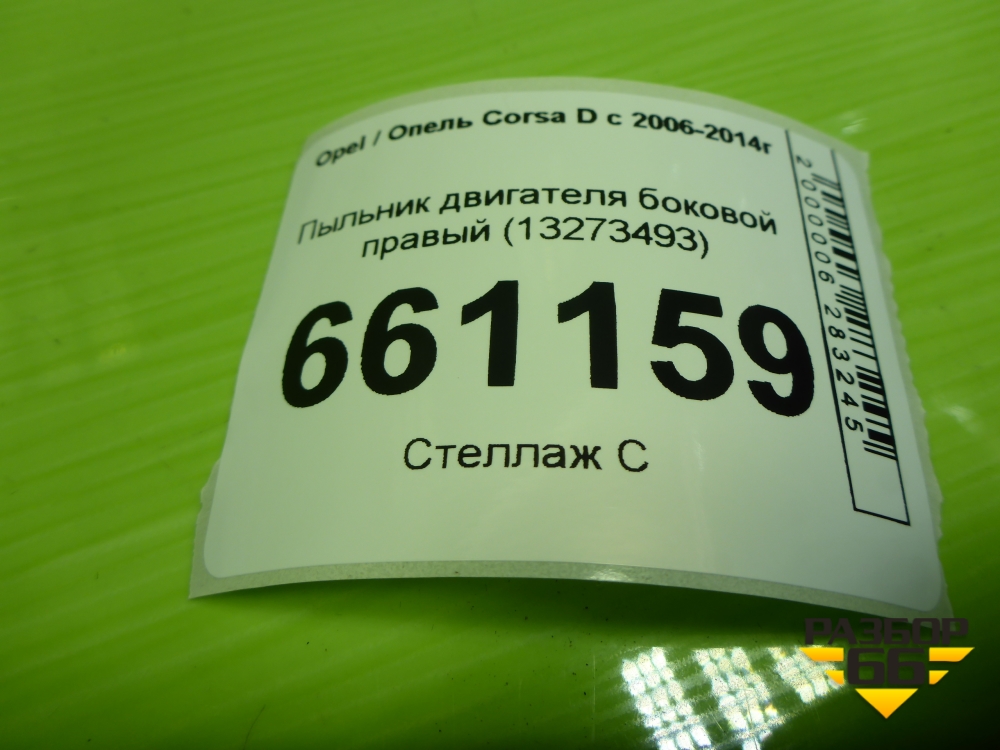 Opel / Опель Corsa D с 2006-2014г
Пыльник двигателя боковой
правый (13273493)
661159
Стеллаж С
2000006283245
РАЗБОР
66